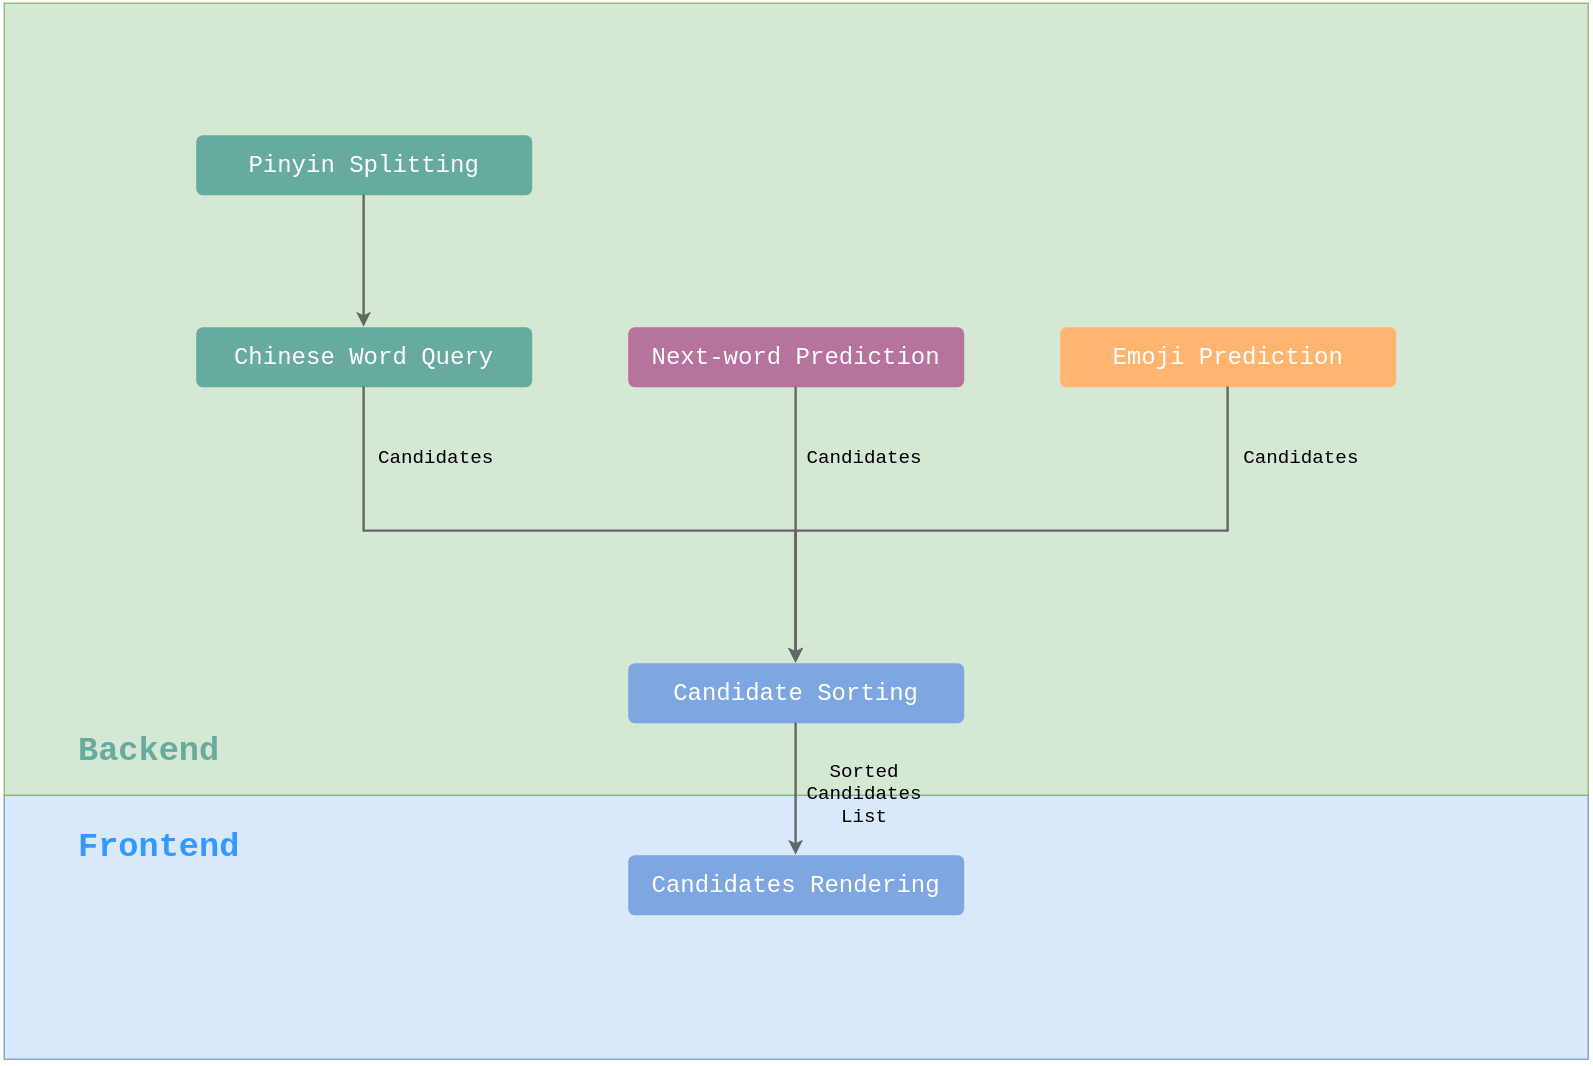 Pinyin Splitting
Chinese Word Query
Next-word Prediction
Emoji Prediction
Candidates
Candidates
Candidates
Candidate Sorting
Backend
Sorted
Candidates
List
Frontend
Candidates Rendering